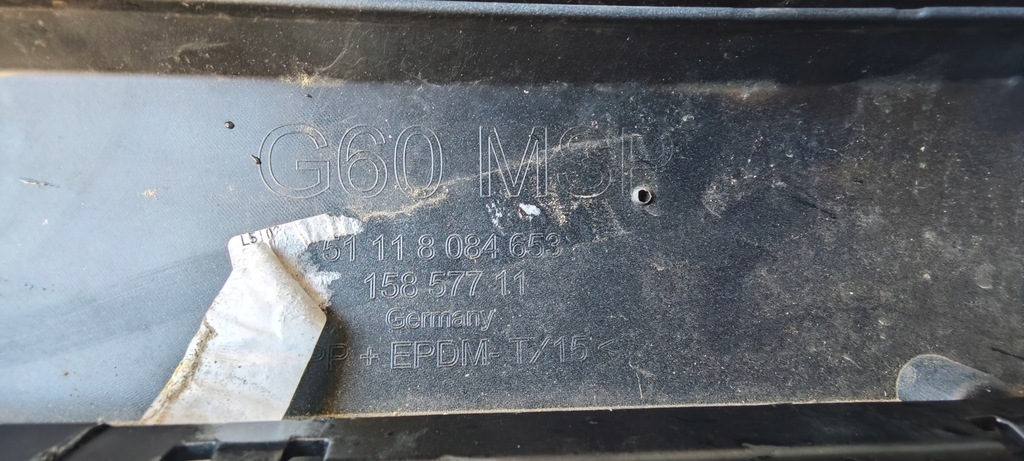 G60 MSP
51 11 8 084 653
158 577 11
Germany
PP + EPDM- T/15 <